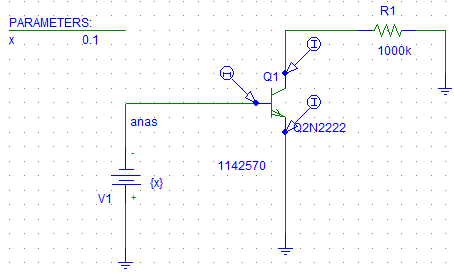 PARAMETERS:
x 0.1
R1
1000k
I
I
I
Q1
anas
Q2N2222
1142570
-
{x}
V1
+